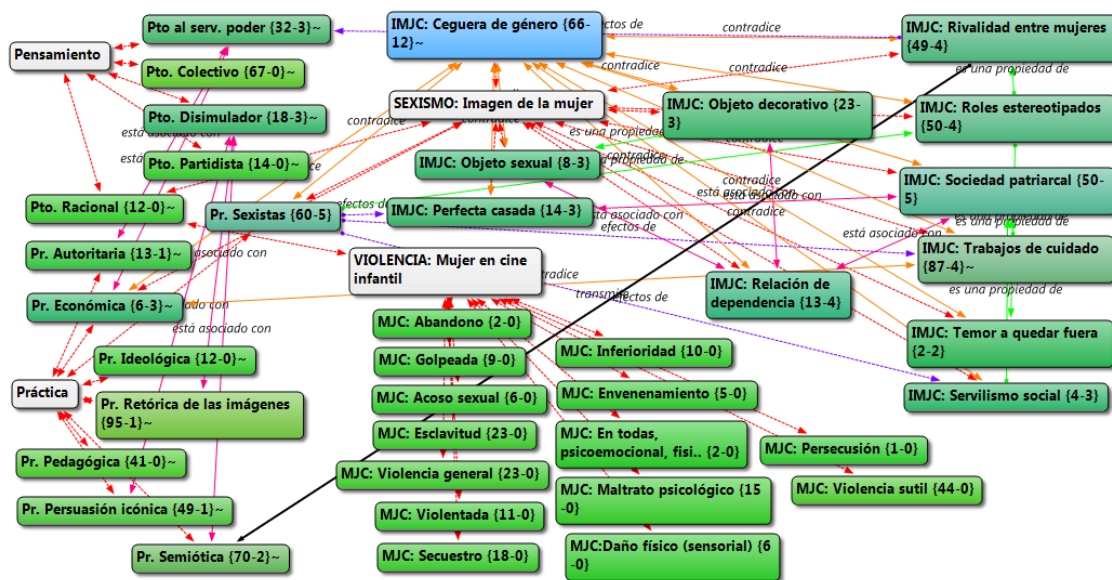 Pto al serv. poder {32-3}~
IMJC: Ceguera de género {66-
12}~
efectos de
contradice
IMJC: Rivalidad entre mujeres
{49-4}
Pensamiento
Pto. Colectivo {67-0}~
contradice
contradice
es una propiedad de
SEXISMO: Imagen de la mujer
IMJC: Objeto decorativo {23-
3}
IMJC: Roles estereotipados
{50-4}
Pto. Disimulador {18-3}~
contradice
está asociado con
es una propiedad de
contradice
Pto. Partidista {14-0}~
IMJC: Objeto sexual {8-3}
es una propiedad de
IMJC: Sociedad patriarcal {50-
5}
contradice
está asociado con
Pto. Racional {12-0}~
Pr. Sexistas {60-5}
efectos de
IMJC: Perfecta casada {14-3}
está asociado con
efectos de
contradice
está asociado con
es una propiedad de
IMJC: Trabajos de cuidado
{87-4}~
Pr. Autoritaria {13-1}~
asociado con
VIOLENCIA: Mujer en cine
infantil
contradice
transmite
efectos de
IMJC: Relación de
dependencia {13-4}
es una propiedad de
Pr. Económica {6-3}~
asociado con
MJC: Abandono {2-0}
IMJC: Temor a quedar fuera
{2-2}
está asociado con
Pr. Ideológica {12-0}~
MJC: Golpeada {9-0}
MJC: Inferioridad {10-0}
Práctica
Pr. Retórica de las imágenes
{95-1}~
MJC: Acoso sexual {6-0}
MJC: Envenenamiento {5-0}
IMJC: Servilismo social {4-3}
MJC: Esclavitud {23-0}
MJC: En todas,
psicoemocional, fisi.. {2-0}
MJC: Persecución {1-0}
Pr. Pedagógica {41-0}~
MJC: Violencia general {23-0}
MJC: Maltrato psicológico {15
-0}
MJC: Violencia sutil {44-0}
Pr. Persuasión icónica {49-1}~
MJC: Violentada {11-0}
Pr. Semiótica {70-2}~
MJC: Secuestro {18-0}
MJC:Daño físico (sensorial) {6
-0}